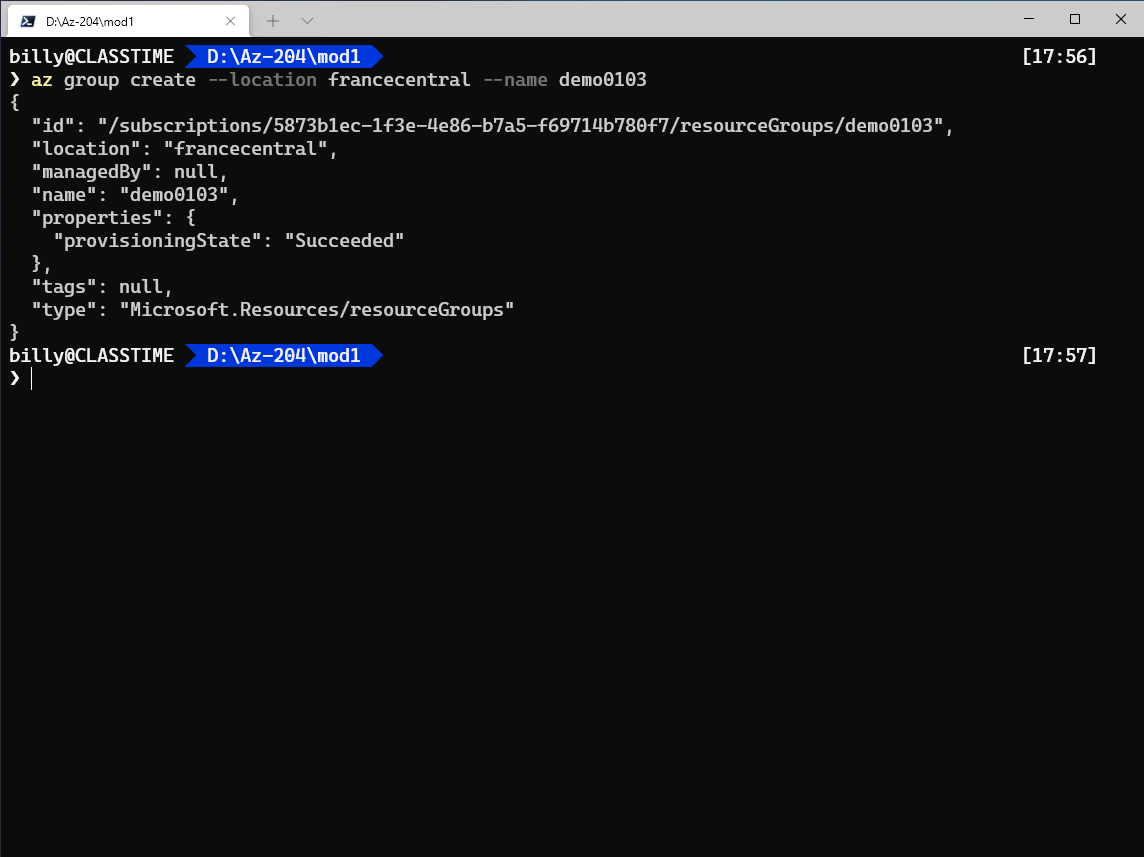 D:\Az-204\mod1
billy@CLASSTIME D:\Az-204\mod1 [17:56]
❯ az group create --location francecentral --name demo0103
{
  "id": "/subscriptions/5873b1ec-1f3e-4e86-b7a5-f69714b780f7/resourceGroups/demo0103",
  "location": "francecentral",
  "managedBy": null,
  "name": "demo0103",
  "properties": {
    "provisioningState": "Succeeded"
  },
  "tags": null,
  "type": "Microsoft.Resources/resourceGroups"
}
billy@CLASSTIME D:\Az-204\mod1 [17:57]
❯